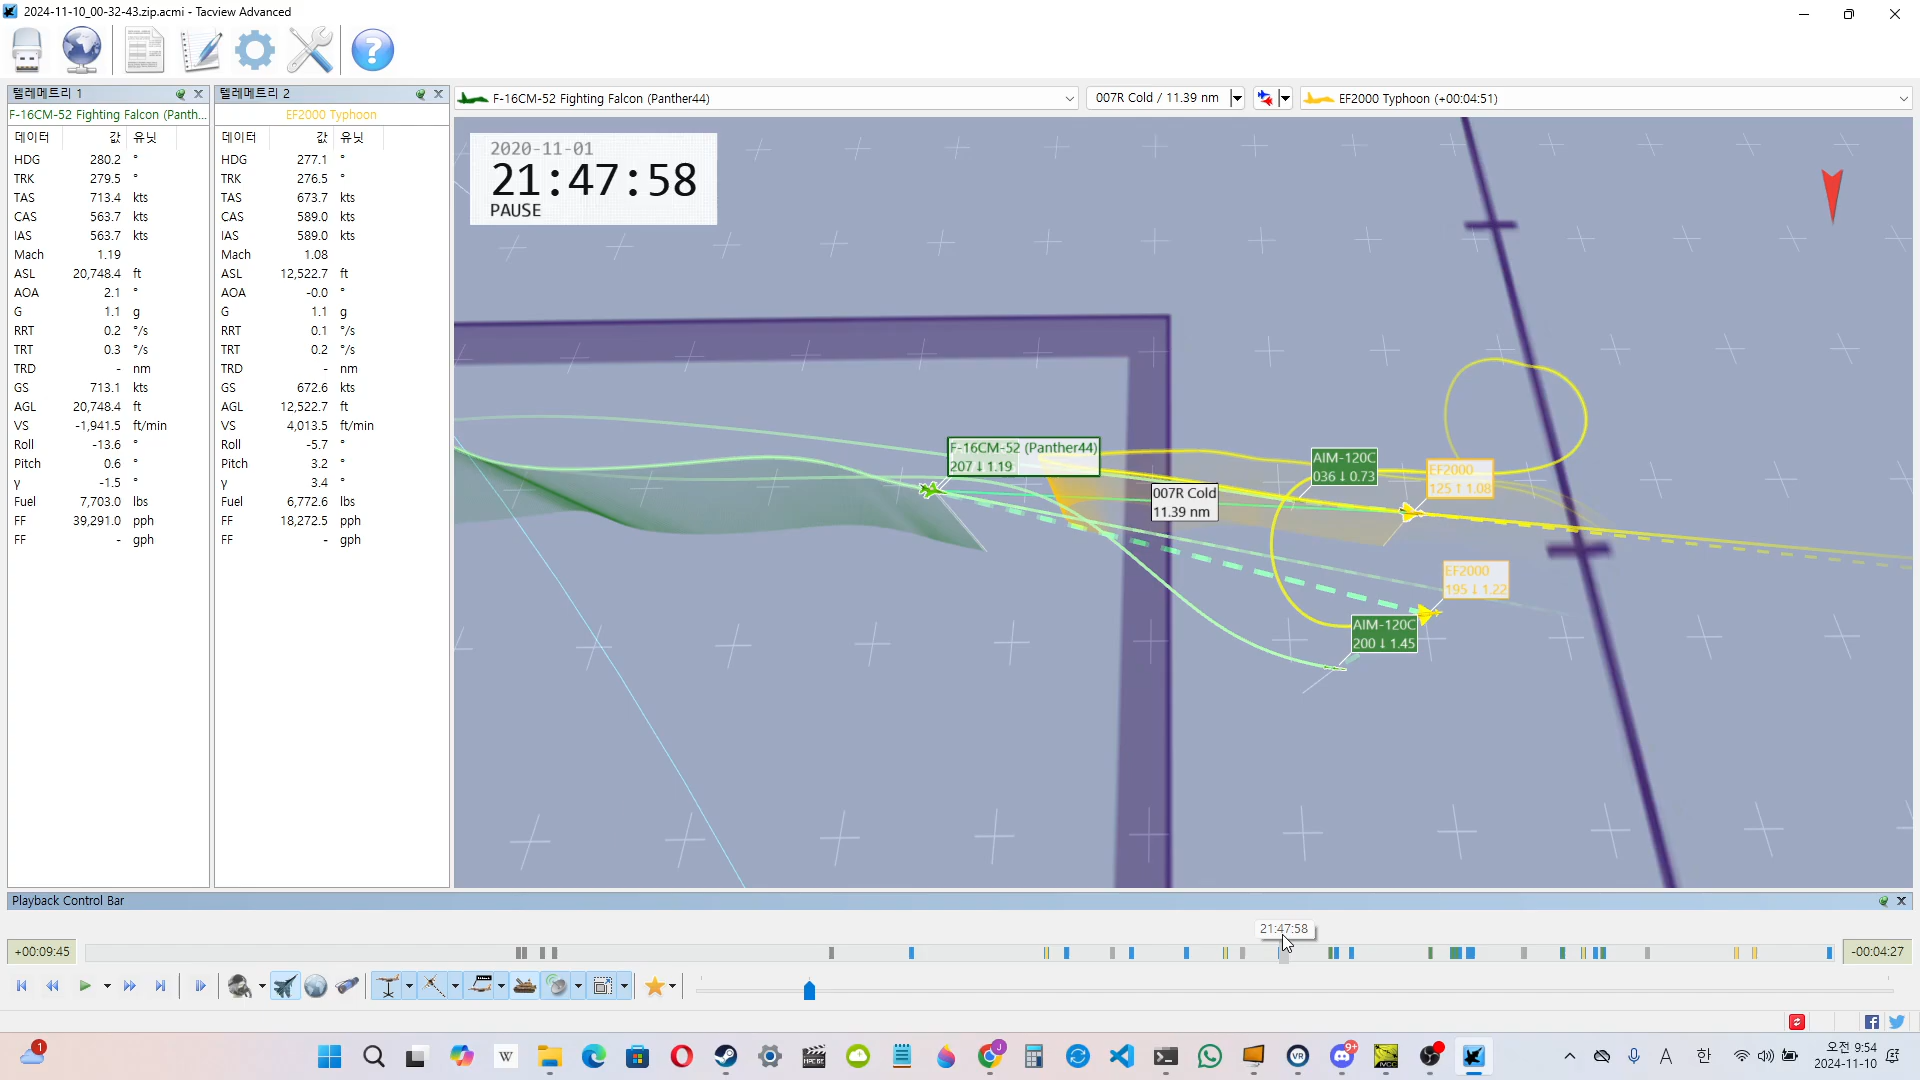 2024-11-10_00-32-43.zip.acmi - Tacview Advanced
텔레메트리 1
F-16CM-52 Fighting Falcon (Panth...
데이터 값 유닛
HDG 280.2 °
TRK 279.5 °
TAS 713.4 kts
CAS 563.7 kts
IAS 563.7 kts
Mach 1.19
ASL 20,748.4 ft
AOA 2.1 °
G 1.1 g
RRT 0.2 °/s
TRT 0.3 °/s
TRD - nm
GS 713.1 kts
AGL 20,748.4 ft
VS -1,941.5 ft/min
Roll -13.6 °
Pitch 0.6 °
γ -1.5 °
Fuel 7,703.0 lbs
FF 39,291.0 pph
FF - gph
텔레메트리 2
EF2000 Typhoon
데이터 값 유닛
HDG 277.1 °
TRK 276.5 °
TAS 673.7 kts
CAS 589.0 kts
IAS 589.0 kts
Mach 1.08
ASL 12,522.7 ft
AOA -0.0 °
G 1.1 g
RRT 0.1 °/s
TRT 0.2 °/s
TRD - nm
GS 672.6 kts
AGL 12,522.7 ft
VS 4,013.5 ft/min
Roll -5.7 °
Pitch 3.2 °
γ 3.4 °
Fuel 6,772.6 lbs
FF 18,272.5 pph
FF - gph
F-16CM-52 Fighting Falcon (Panther44)
007R Cold / 11.39 nm
EF2000 Typhoon (+00:04:51)
2020-11-01
21:47:58
PAUSE
F-16CM-52 (Panther44)
207↓1.19
AIM-120C
036↓0.73
EF2000
125↑1.08
007R Cold
11.39 nm
EF2000
195↓1.22
AIM-120C
200↓1.45
Playback Control Bar
21:47:58
+00:09:45
-00:04:27
1
W
J
VR
9+
A
한
오전 9:54
2024-11-10